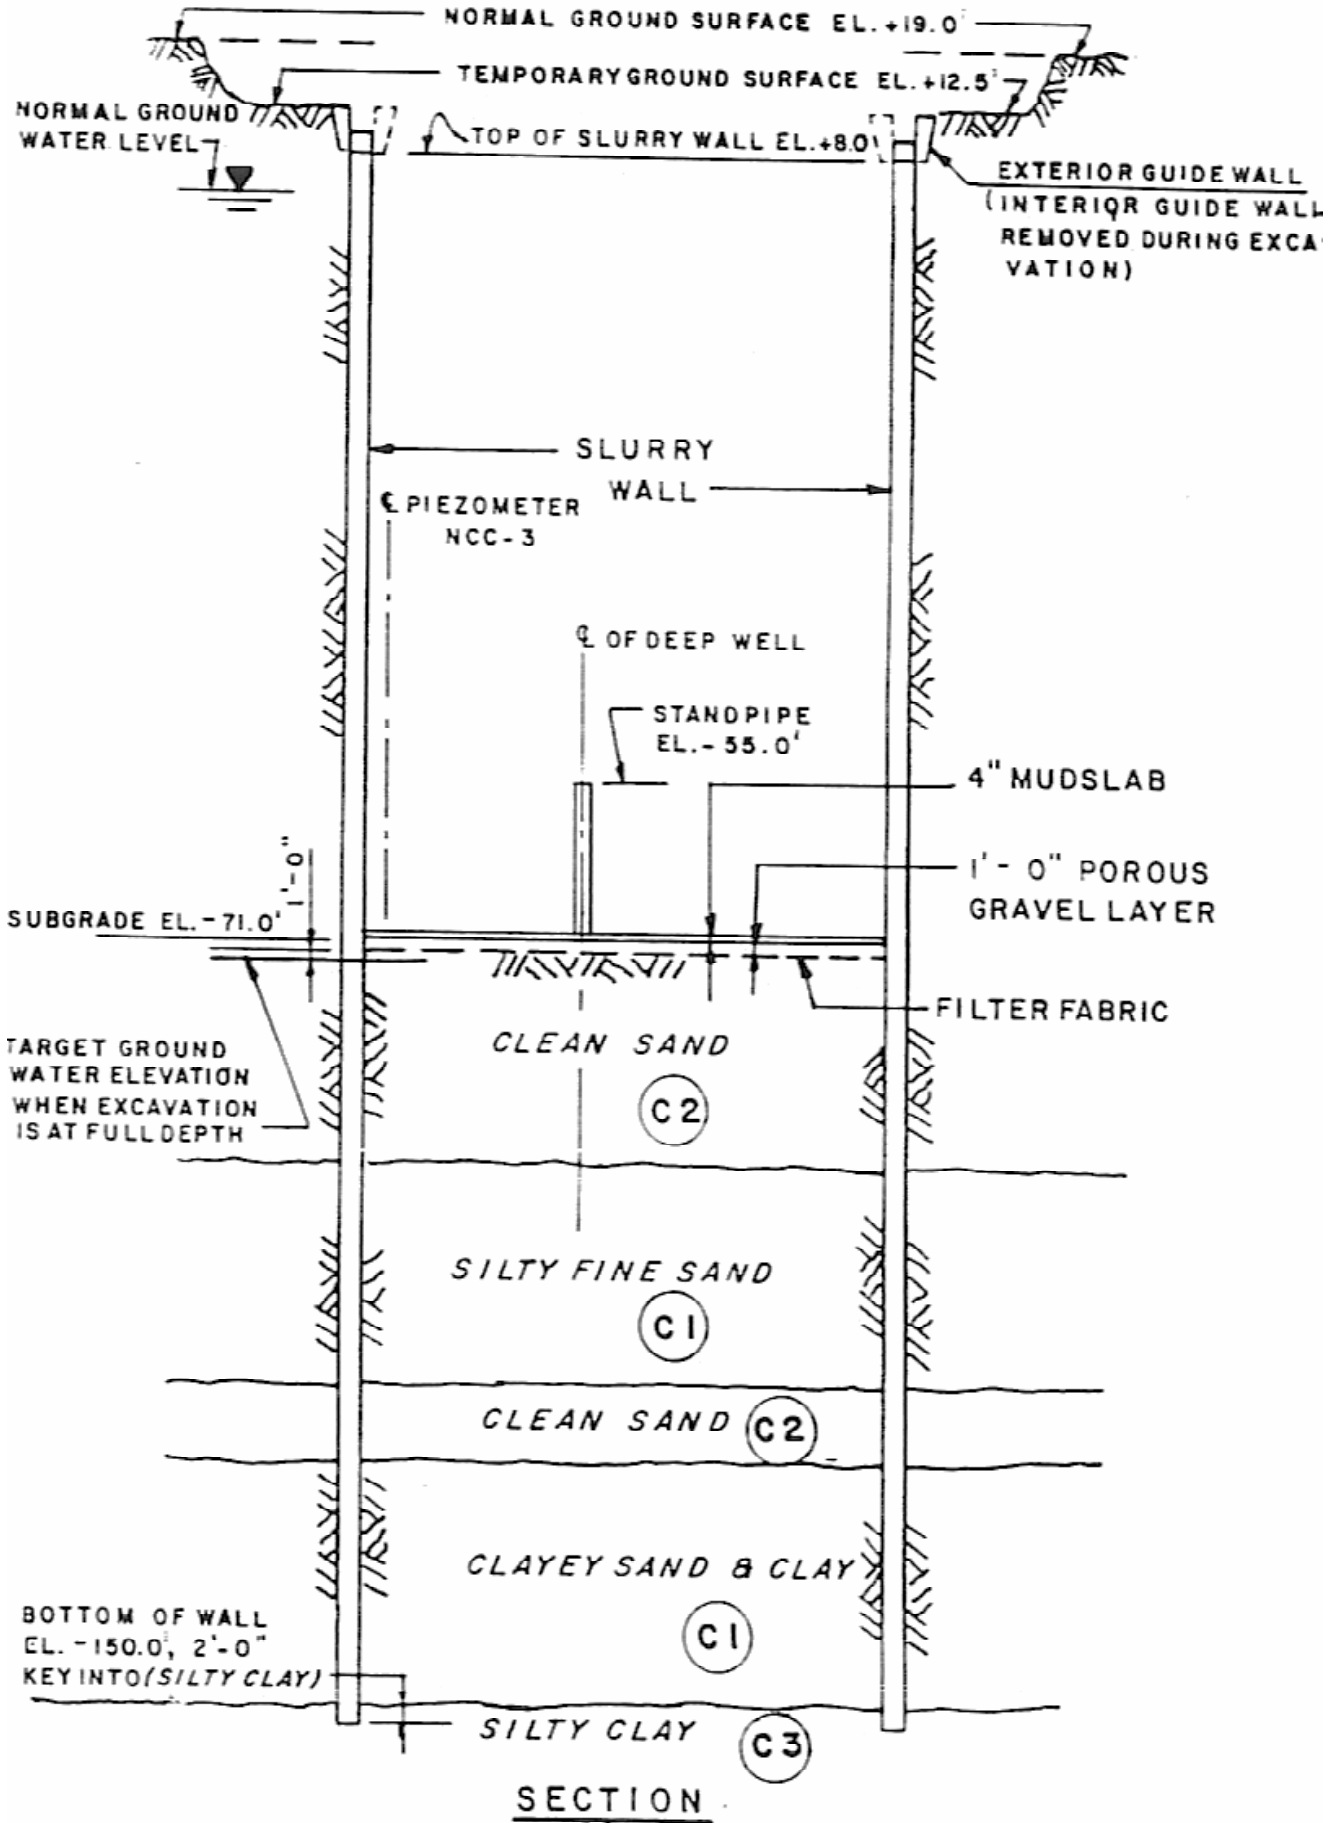 NORMAL GROUND SURFACE EL. +19.0'
TEMPORARY GROUND SURFACE EL. +12.5'
NORMAL GROUND
WATER LEVEL
TOP OF SLURRY WALL EL. +8.0'
EXTERIOR GUIDE WALL
(INTERIOR GUIDE WALL
REMOVED DURING EXCA-
VATION)
SLURRY
WALL
℄ PIEZOMETER
NCC-3
℄ OF DEEP WELL
STANDPIPE
EL. -55.0'
4" MUDSLAB
1'-0"
1'-0" POROUS
GRAVEL LAYER
SUBGRADE EL. -71.0'
FILTER FABRIC
TARGET GROUND
WATER ELEVATION
WHEN EXCAVATION
IS AT FULL DEPTH
CLEAN SAND
C2
SILTY FINE SAND
C1
CLEAN SAND C2
CLAYEY SAND & CLAY
C1
BOTTOM OF WALL
EL. -150.0', 2'-0"
KEY INTO (SILTY CLAY)
SILTY CLAY C3
SECTION